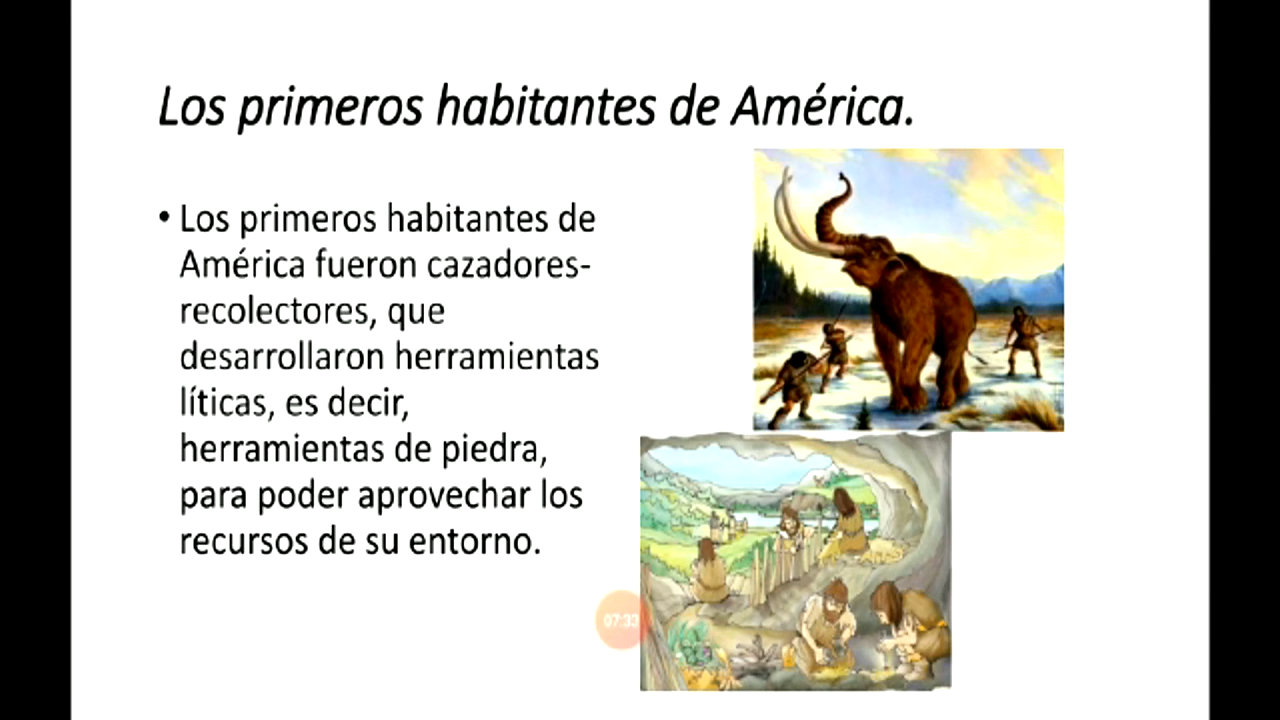 Los primeros habitantes de América.
• Los primeros habitantes de
América fueron cazadores-
recolectores, que
desarrollaron herramientas
líticas, es decir,
herramientas de piedra,
para poder aprovechar los
recursos de su entorno.
07:33